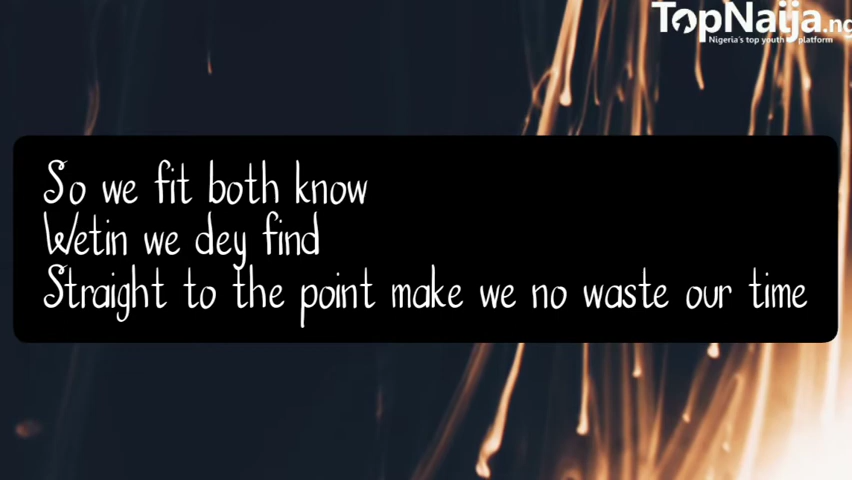 TopNaija.ng
Nigeria's top youth platform
So we fit both know
Wetin we dey find
Straight to the point make we no waste our time